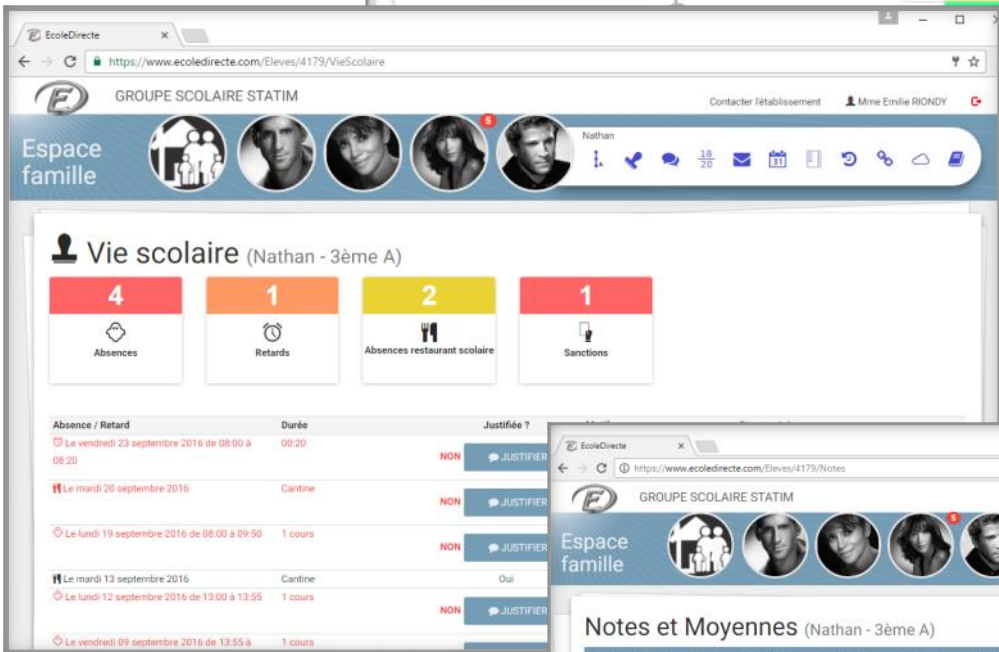 EcoleDirecte
https://www.ecoledirecte.com/Eleves/4179/VieScolaire
GROUPE SCOLAIRE STATIM
Contacter l'établissement Mme Emilie RIONDY
Espace
famille
5
Nathan
18
20
31
Vie scolaire (Nathan - 3ème A)
4 1 2 1
Absences Retards Absences restaurant scolaire Sanctions
Absence / Retard Durée Justifiée ?
Le vendredi 23 septembre 2016 de 08:00 à 00:20
08:20
NON JUSTIFIER
Le mardi 20 septembre 2016 Cantine
NON JUSTIFIER
Le lundi 19 septembre 2016 de 08:00 à 09:50 1 cours
NON JUSTIFIER
Le mardi 13 septembre 2016 Cantine Oui
Le lundi 12 septembre 2016 de 13:00 à 13:55 1 cours
NON JUSTIFIER
Le vendredi 09 septembre 2016 de 13:55 à 1 cours
EcoleDirecte
https://www.ecoledirecte.com/Eleves/4179/Notes
GROUPE SCOLAIRE STATIM
Espace
famille
5
Notes et Moyennes (Nathan - 3ème A)